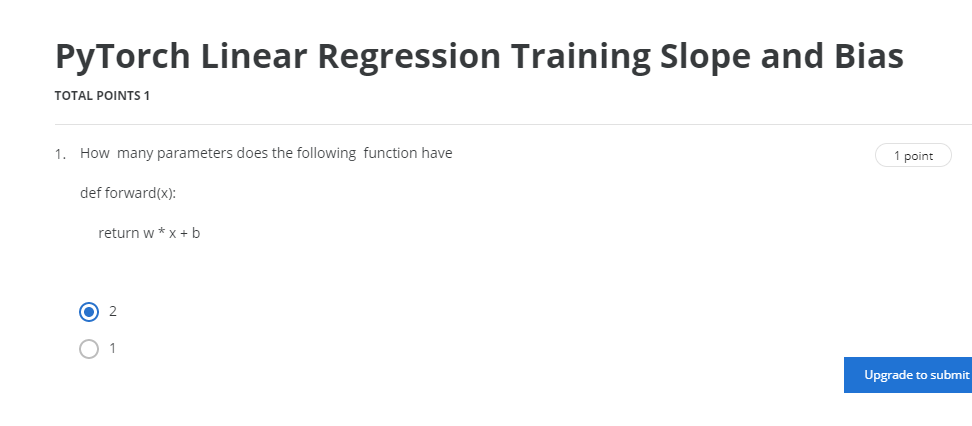 PyTorch Linear Regression Training Slope and Bias
TOTAL POINTS 1
1. How many parameters does the following function have
1 point
def forward(x):
return w * x + b
2
1
Upgrade to submit